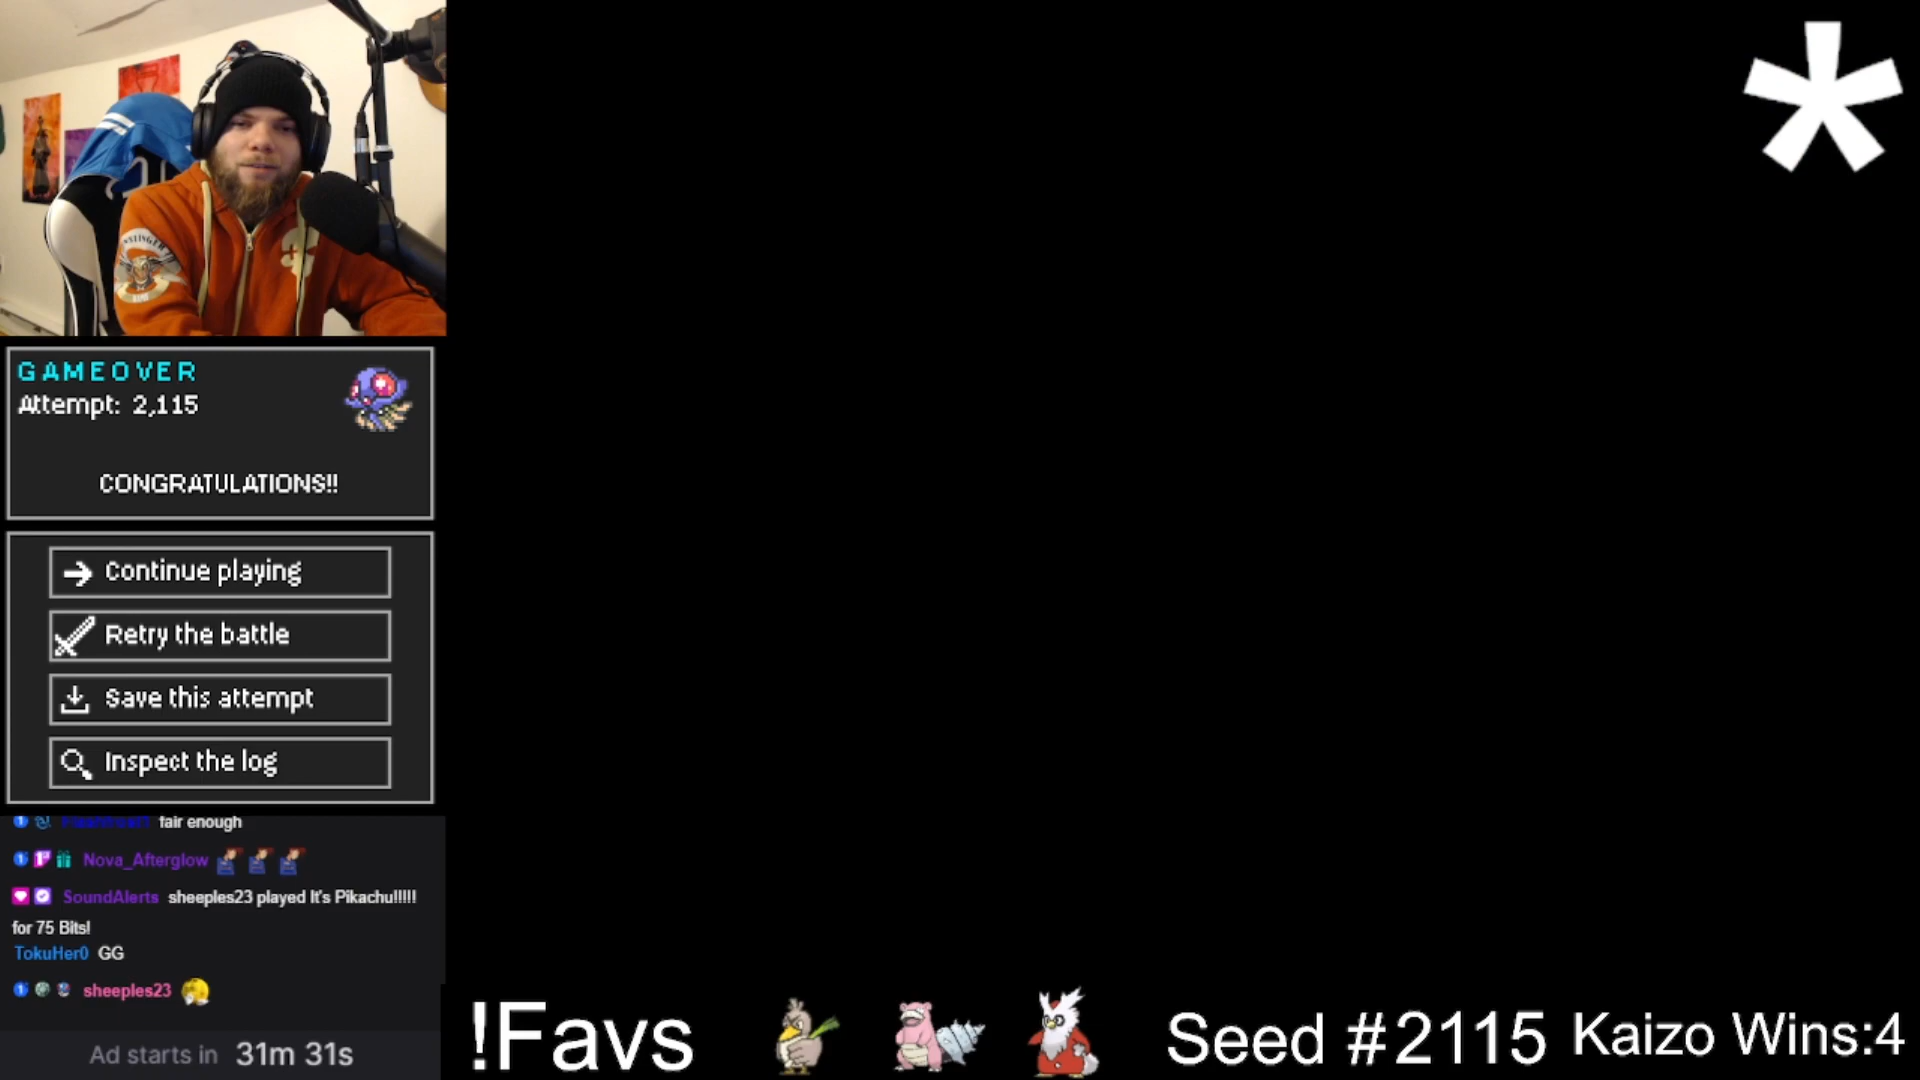 GAMEOVER
Attempt: 2,115
CONGRATULATIONS!!
Continue playing
Retry the battle
Save this attempt
Inspect the log
fair enough
Nova_Afterglow
SoundAlerts sheeples23 played It's Pikachu!!!!!
for 75 Bits!
TokuHer0 GG
sheeples23
Ad starts in 31m 31s
!Favs
Seed #2115 Kaizo Wins:4